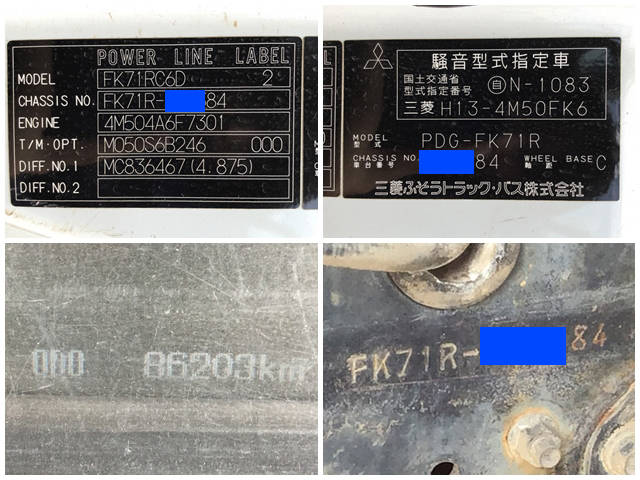 POWER LINE LABEL
MODEL FK71RC6D 2
CHASSIS NO. FK71R- 84
ENGINE 4M504A6F7301
T/M·OPT. M050S6B246 000
DIFF.NO.1 MC836467(4.875)
DIFF.NO.2
騒音型式指定車
国土交通省
型式指定番号 自N-1083
三菱 H13-4M50FK6
MODEL
型式 PDG-FK71R
CHASSIS NO.
車台番号 84 WHEEL BASE
軸距 C
三菱ふそうトラック・バス株式会社
000 86203km
FK71R- 84